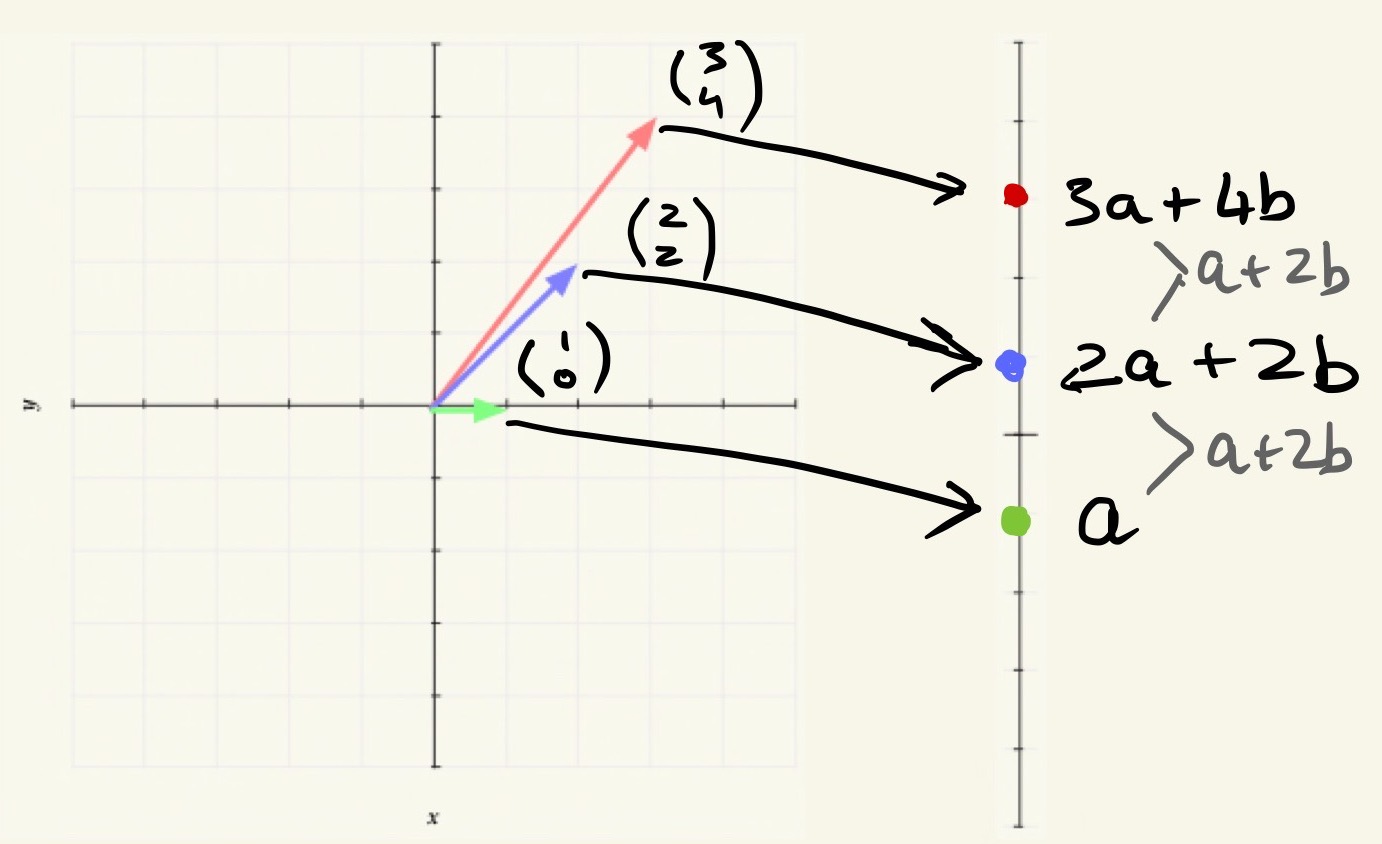 (3
4)
3a + 4b
(2
2)
a + 2b
(1
0)
2a + 2b
y
a + 2b
a
x